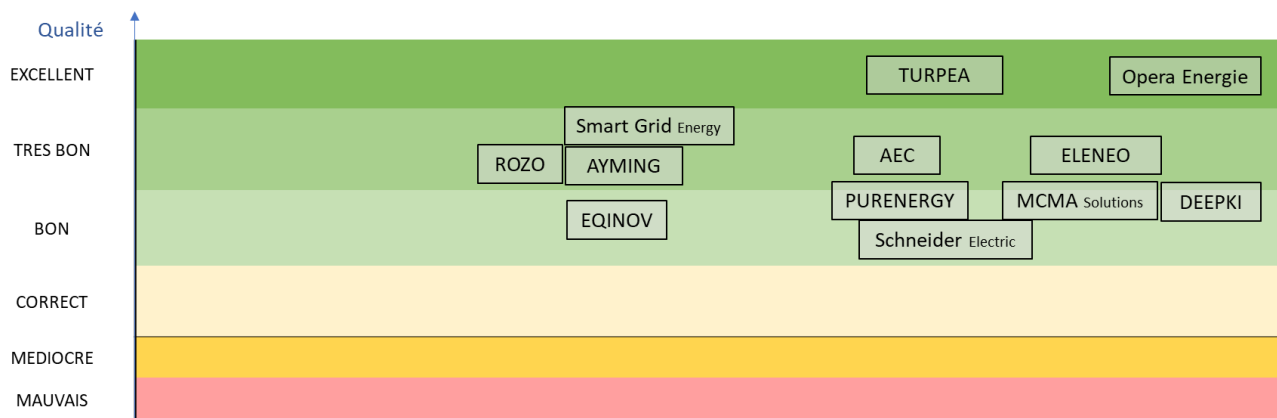 Qualité
EXCELLENT
TURPEA
Opera Energie
Smart Grid Energy
TRES BON
ROZO
AYMING
AEC
ELENEO
PURENERGY
MCMA Solutions
DEEPKI
BON
EQINOV
Schneider Electric
CORRECT
MEDIOCRE
MAUVAIS